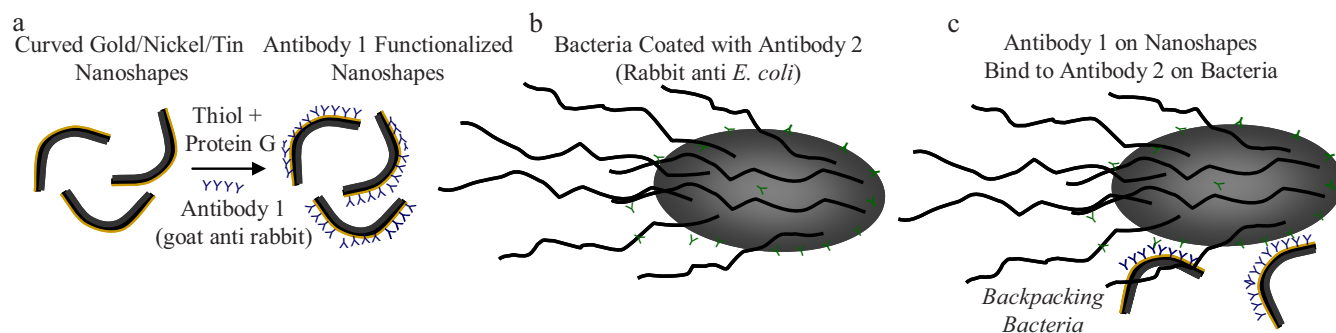 a
Curved Gold/Nickel/Tin
Nanoshapes
Antibody 1 Functionalized
Nanoshapes
Thiol +
Protein G
Antibody 1
(goat anti rabbit)
b
Bacteria Coated with Antibody 2
(Rabbit anti E. coli)
c
Antibody 1 on Nanoshapes
Bind to Antibody 2 on Bacteria
Backpacking
Bacteria